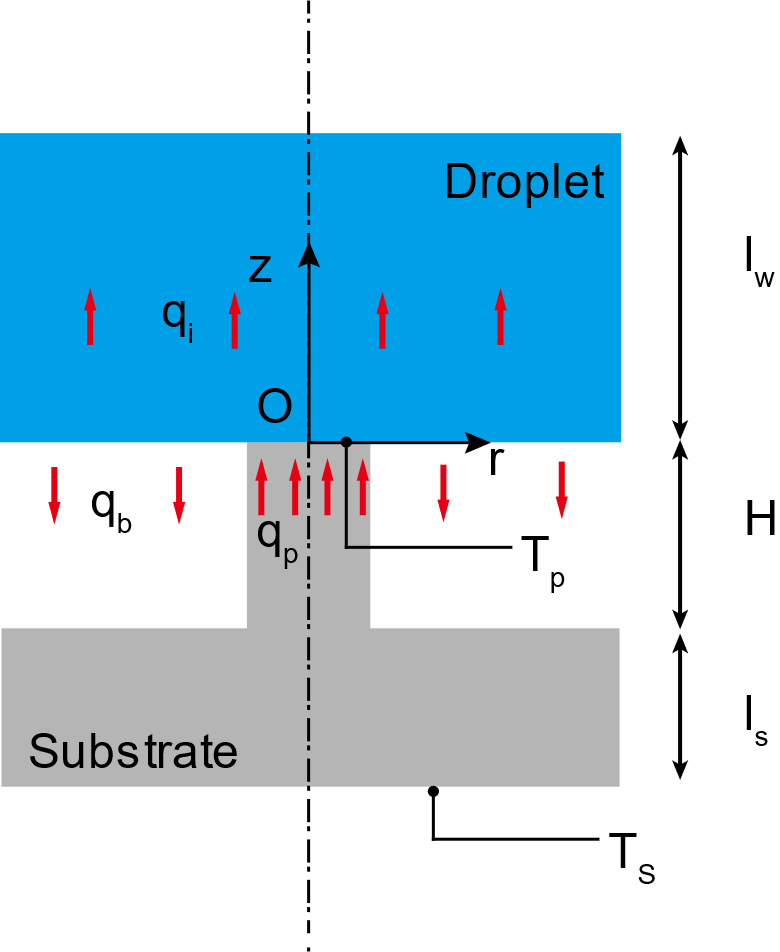 Droplet
z
l_w
q_i
O
r
q_b
q_p
H
T_p
l_s
Substrate
T_S